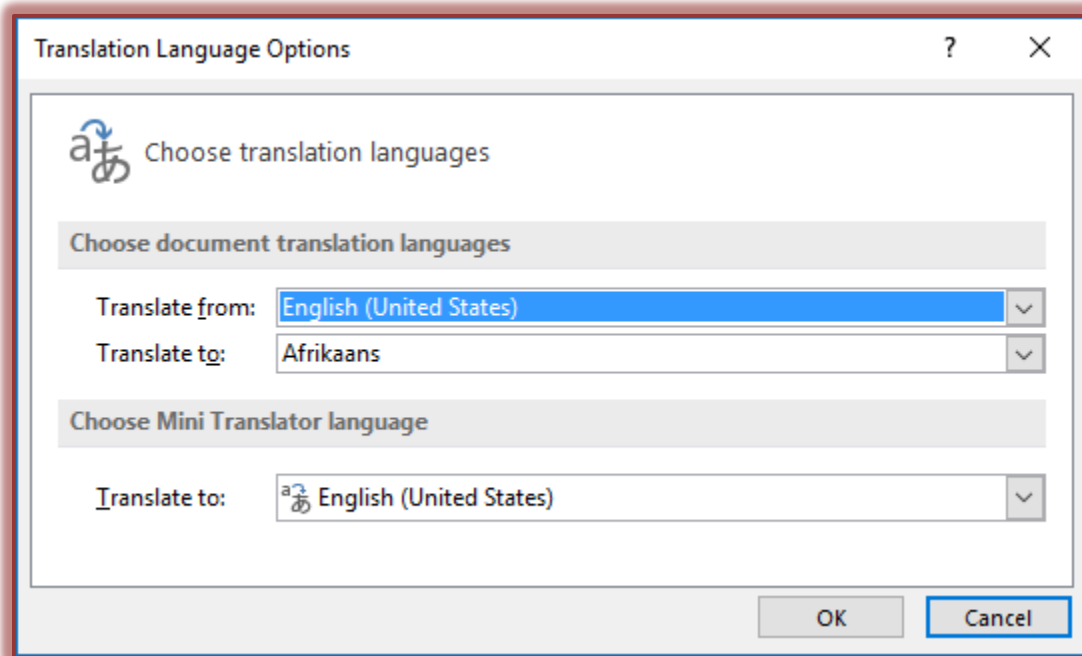 Translation Language Options
Choose translation languages
Choose document translation languages
Translate from: English (United States)
Translate to: Afrikaans
Choose Mini Translator language
Translate to: English (United States)
OK Cancel